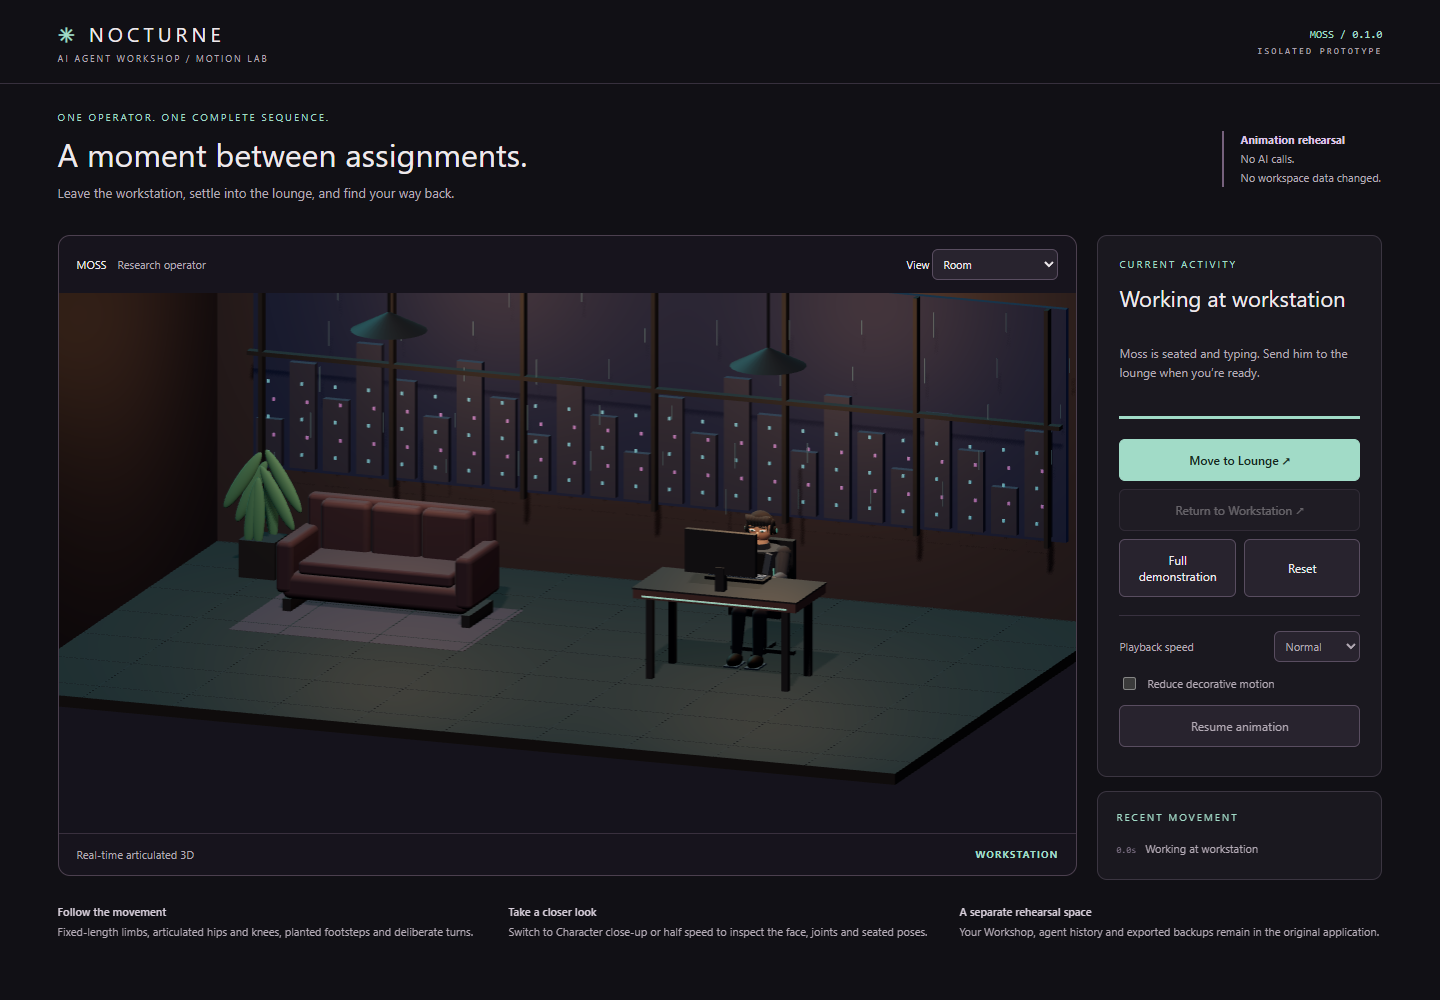 ✳ NOCTURNE
AI AGENT WORKSHOP / MOTION LAB
MOSS / 0.1.0
ISOLATED PROTOTYPE
ONE OPERATOR. ONE COMPLETE SEQUENCE.
A moment between assignments.
Leave the workstation, settle into the lounge, and find your way back.
Animation rehearsal
No AI calls.
No workspace data changed.
MOSS Research operator
View Room
Real-time articulated 3D
WORKSTATION
CURRENT ACTIVITY
Working at workstation
Moss is seated and typing. Send him to the
lounge when you're ready.
Move to Lounge ↗
Return to Workstation ↗
Full
demonstration
Reset
Playback speed
Normal
Reduce decorative motion
Resume animation
RECENT MOVEMENT
0.0s Working at workstation
Follow the movement
Fixed-length limbs, articulated hips and knees, planted footsteps and deliberate turns.
Take a closer look
Switch to Character close-up or half speed to inspect the face, joints and seated poses.
A separate rehearsal space
Your Workshop, agent history and exported backups remain in the original application.